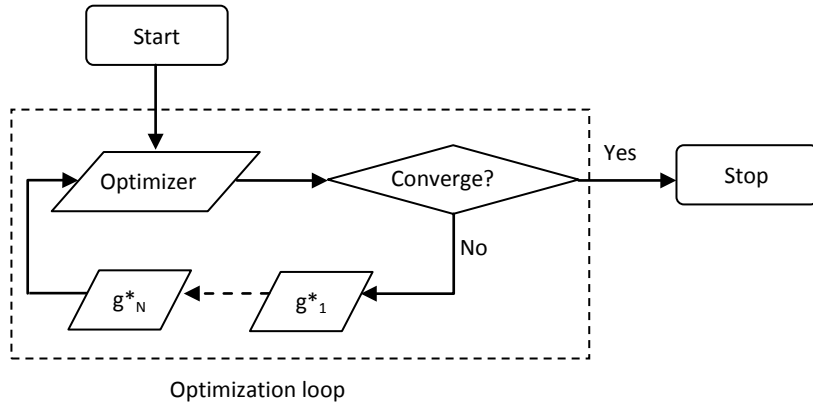 Start
Optimizer
Converge?
Yes
Stop
No
g*N
g*1
Optimization loop